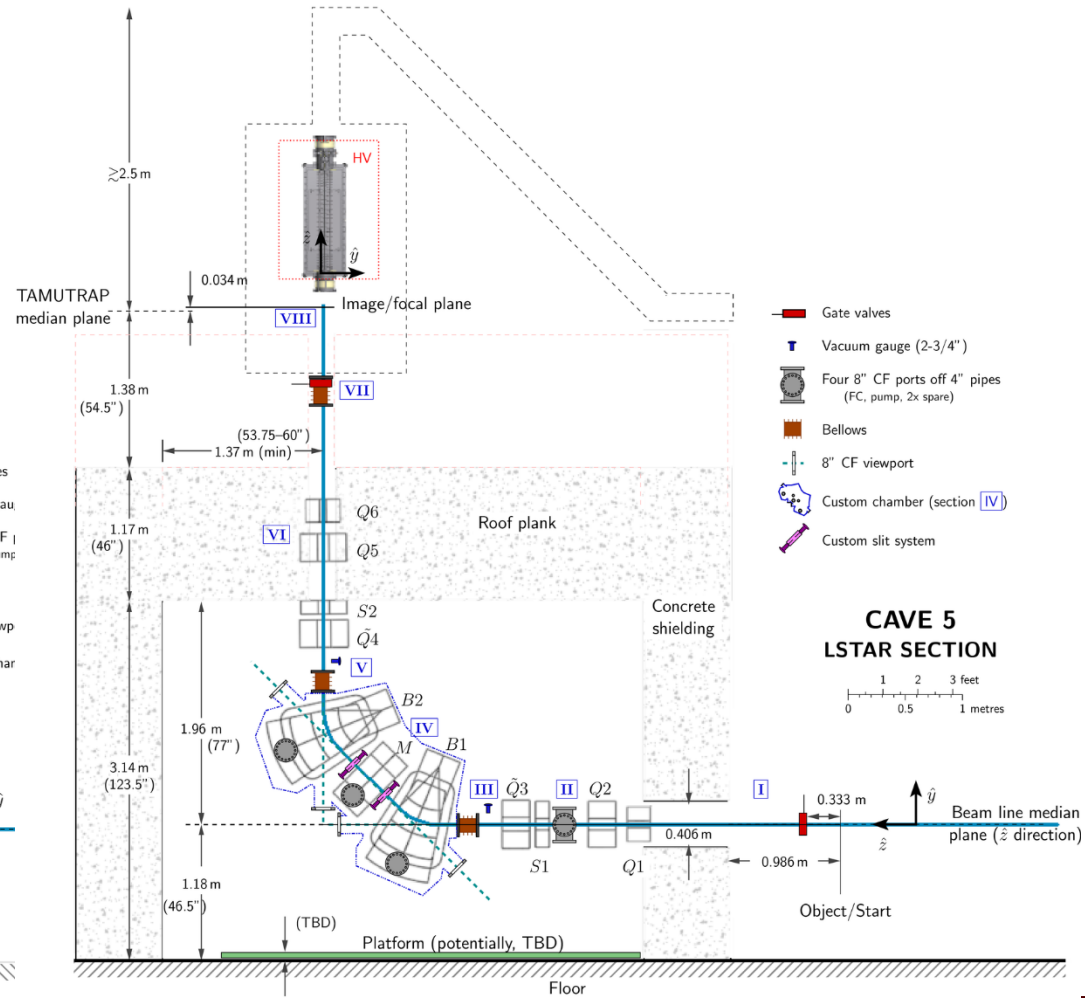 HV
ẑ
ŷ
≳2.5 m
0.034 m
TAMUTRAP
median plane
Image/focal plane
VIII
Gate valves
Vacuum gauge (2-3/4")
Four 8" CF ports off 4" pipes
(FC, pump, 2x spare)
Bellows
8" CF viewport
Custom chamber (section IV)
Custom slit system
1.38 m
(54.5")
VII
(53.75–60")
1.37 m (min)
1.17 m
(46")
VI
Q6
Q5
Roof plank
S2
Q̃4
Concrete
shielding
CAVE 5
LSTAR SECTION
1 2 3 feet
0 0.5 1 metres
V
B2
IV
M
B1
1.96 m
(77")
3.14 m
(123.5")
III
Q̃3
II
Q2
I
0.333 m
ŷ
ẑ
Beam line median
plane (ẑ direction)
0.406 m
S1
Q1
0.986 m
Object/Start
1.18 m
(46.5")
(TBD)
Platform (potentially, TBD)
Floor
es
F
ŷ